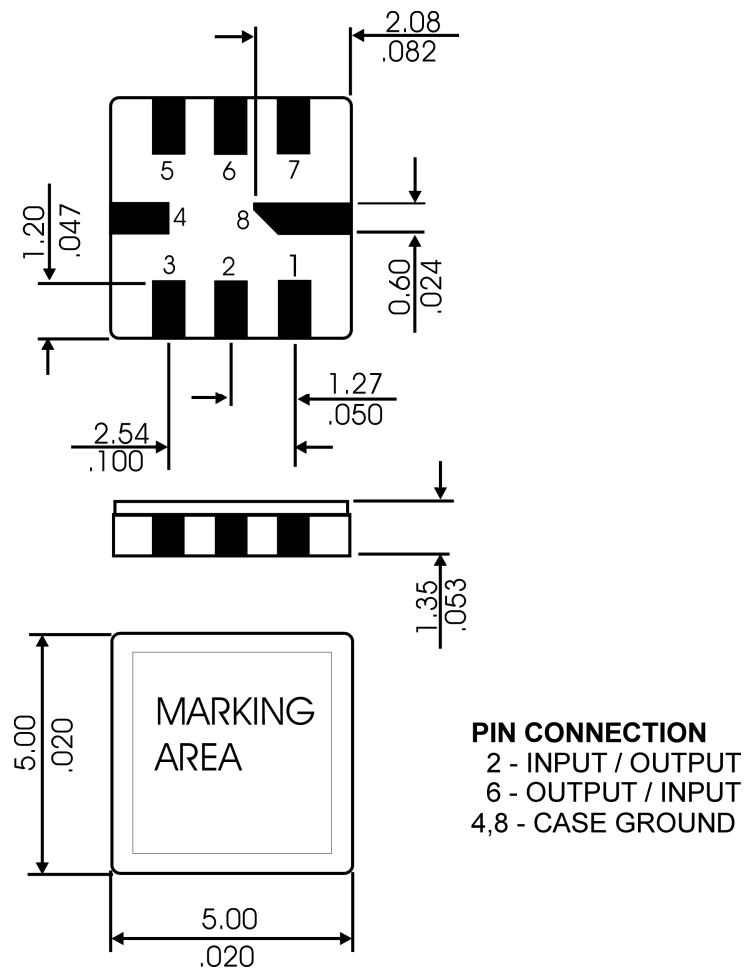 2.08
.082
5 6 7
4 8
3 2 1
1.20
.047
0.60
.024
1.27
.050
2.54
.100
1.35
.053
MARKING
AREA
5.00
.020
5.00
.020
PIN CONNECTION
2 - INPUT / OUTPUT
6 - OUTPUT / INPUT
4,8 - CASE GROUND